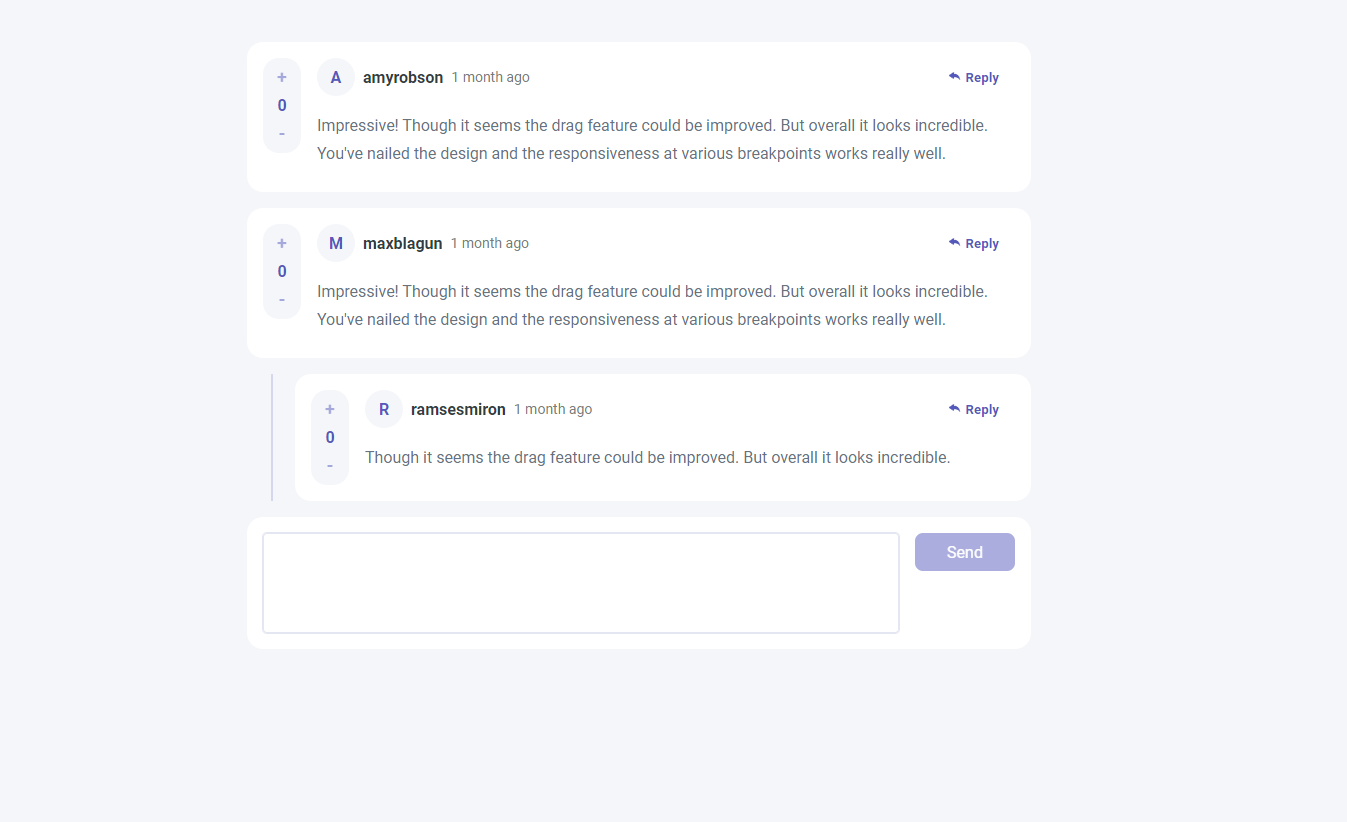 +
A amyrobson 1 month ago Reply
0
-
Impressive! Though it seems the drag feature could be improved. But overall it looks incredible.
You've nailed the design and the responsiveness at various breakpoints works really well.
+
M maxblagun 1 month ago Reply
0
-
Impressive! Though it seems the drag feature could be improved. But overall it looks incredible.
You've nailed the design and the responsiveness at various breakpoints works really well.
+
R ramsesmiron 1 month ago Reply
0
-
Though it seems the drag feature could be improved. But overall it looks incredible.
Send